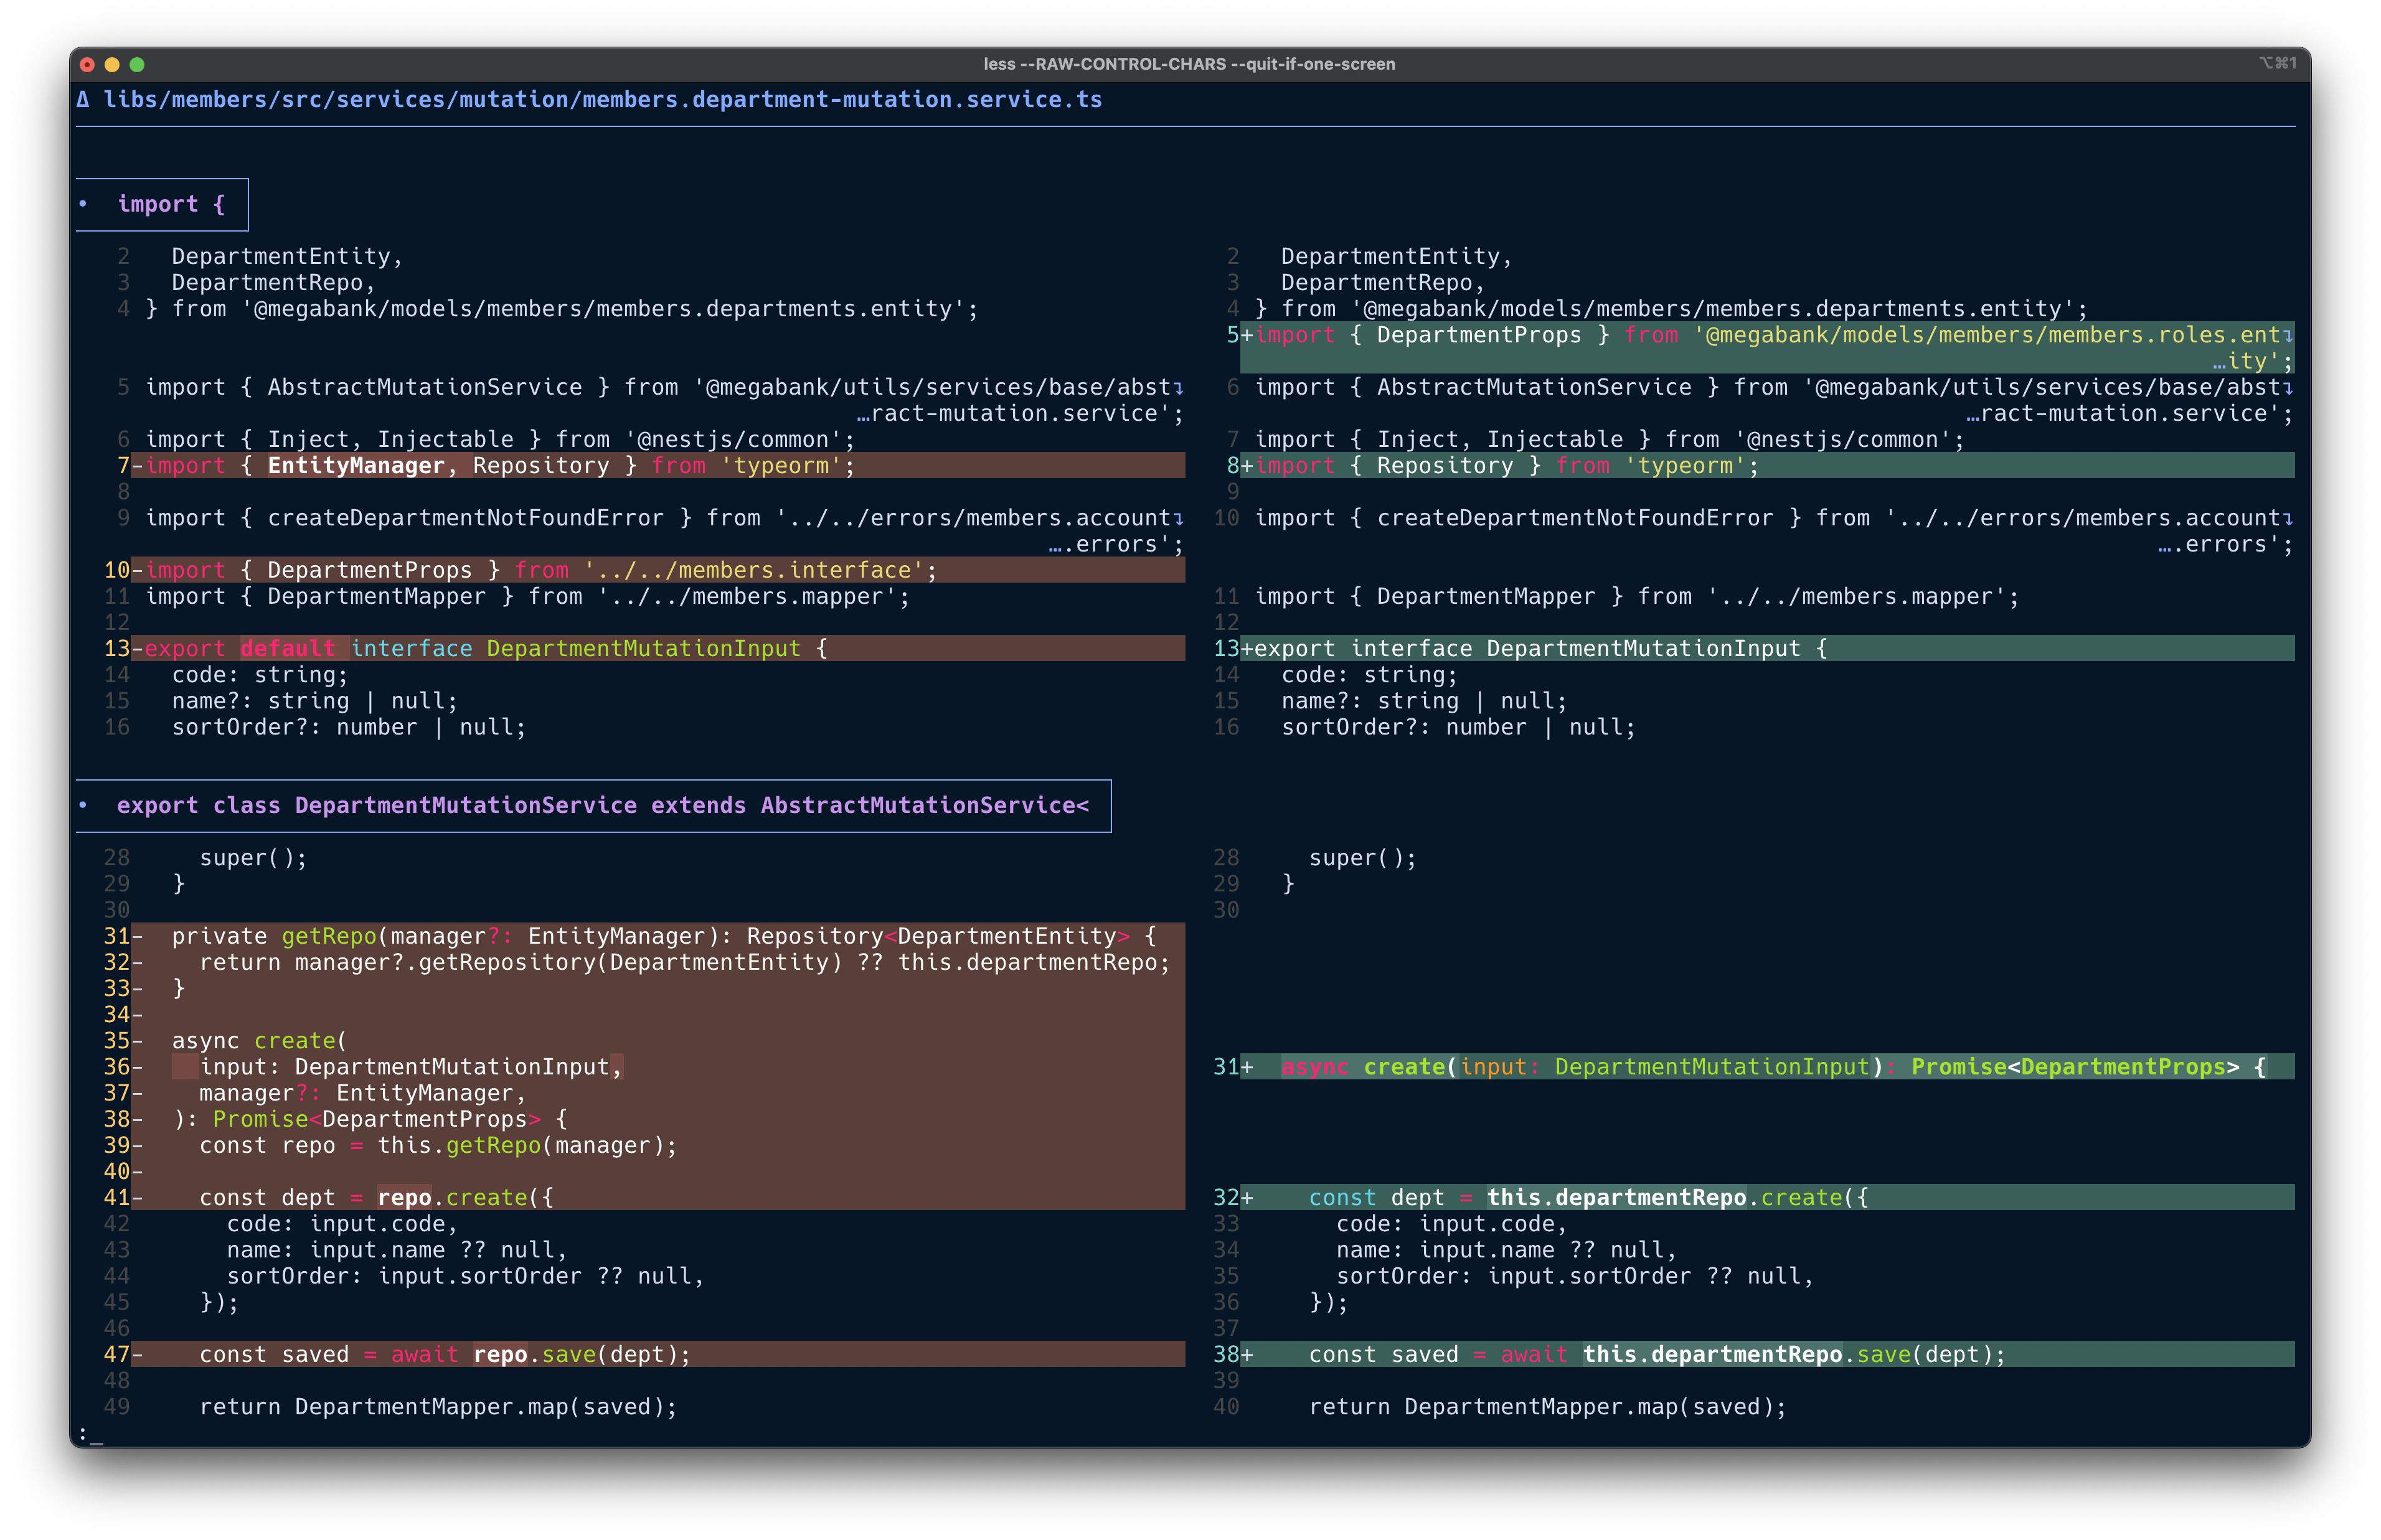 less --RAW-CONTROL-CHARS --quit-if-one-screen
⌥⌘1
Δ libs/members/src/services/mutation/members.department-mutation.service.ts
• import {
2   DepartmentEntity,
3   DepartmentRepo,
4 } from '@megabank/models/members/members.departments.entity';
5 import { AbstractMutationService } from '@megabank/utils/services/base/abst↴
…ract-mutation.service';
6 import { Inject, Injectable } from '@nestjs/common';
7-import { EntityManager, Repository } from 'typeorm';
8
9 import { createDepartmentNotFoundError } from '../../errors/members.account↴
….errors';
10-import { DepartmentProps } from '../../members.interface';
11 import { DepartmentMapper } from '../../members.mapper';
12
13-export default interface DepartmentMutationInput {
14   code: string;
15   name?: string | null;
16   sortOrder?: number | null;
2   DepartmentEntity,
3   DepartmentRepo,
4 } from '@megabank/models/members/members.departments.entity';
5+import { DepartmentProps } from '@megabank/models/members/members.roles.ent↴
…ity';
6 import { AbstractMutationService } from '@megabank/utils/services/base/abst↴
…ract-mutation.service';
7 import { Inject, Injectable } from '@nestjs/common';
8+import { Repository } from 'typeorm';
9
10 import { createDepartmentNotFoundError } from '../../errors/members.account↴
….errors';
11 import { DepartmentMapper } from '../../members.mapper';
12
13+export interface DepartmentMutationInput {
14   code: string;
15   name?: string | null;
16   sortOrder?: number | null;
• export class DepartmentMutationService extends AbstractMutationService<
28     super();
29   }
30
31-  private getRepo(manager?: EntityManager): Repository<DepartmentEntity> {
32-    return manager?.getRepository(DepartmentEntity) ?? this.departmentRepo;
33-  }
34-
35-  async create(
36-    input: DepartmentMutationInput,
37-    manager?: EntityManager,
38-  ): Promise<DepartmentProps> {
39-    const repo = this.getRepo(manager);
40-
41-    const dept = repo.create({
42       code: input.code,
43       name: input.name ?? null,
44       sortOrder: input.sortOrder ?? null,
45     });
46
47-    const saved = await repo.save(dept);
48
49     return DepartmentMapper.map(saved);
28     super();
29   }
30
31+  async create(input: DepartmentMutationInput): Promise<DepartmentProps> {
32+    const dept = this.departmentRepo.create({
33       code: input.code,
34       name: input.name ?? null,
35       sortOrder: input.sortOrder ?? null,
36     });
37
38+    const saved = await this.departmentRepo.save(dept);
39
40     return DepartmentMapper.map(saved);
:_